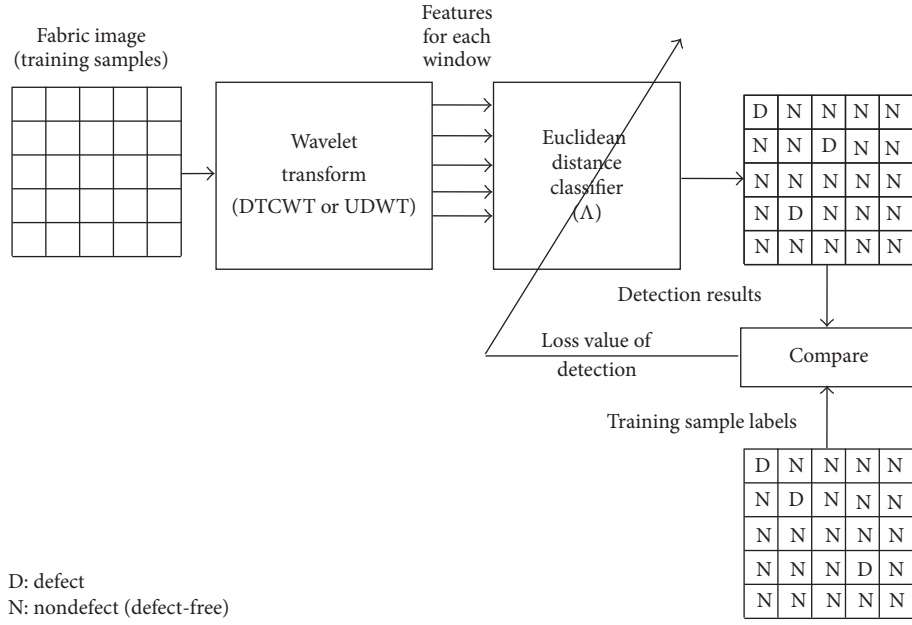 Fabric image
(training samples)
Features
for each
window
Wavelet
transform
(DTCWT or UDWT)
Euclidean
distance
classifier
(Λ)
D N N N N
N N D N N
N N N N N
N D N N N
N N N N N
Detection results
Loss value of
detection
Compare
Training sample labels
D N N N N
N D N N N
N N N N N
N N N D N
N N N N N
D: defect
N: nondefect (defect-free)